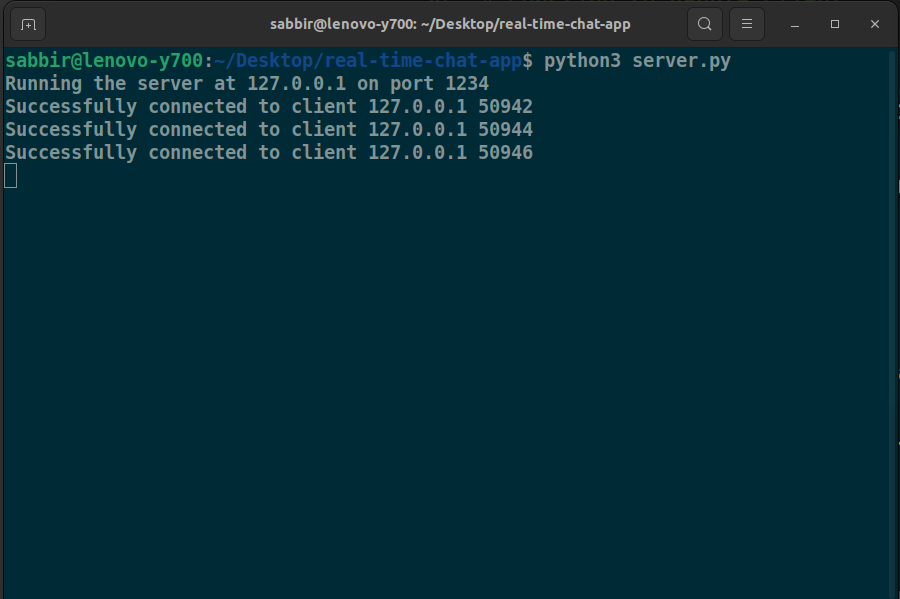 sabbir@lenovo-y700: ~/Desktop/real-time-chat-app
sabbir@lenovo-y700:~/Desktop/real-time-chat-app$ python3 server.py
Running the server at 127.0.0.1 on port 1234
Successfully connected to client 127.0.0.1 50942
Successfully connected to client 127.0.0.1 50944
Successfully connected to client 127.0.0.1 50946